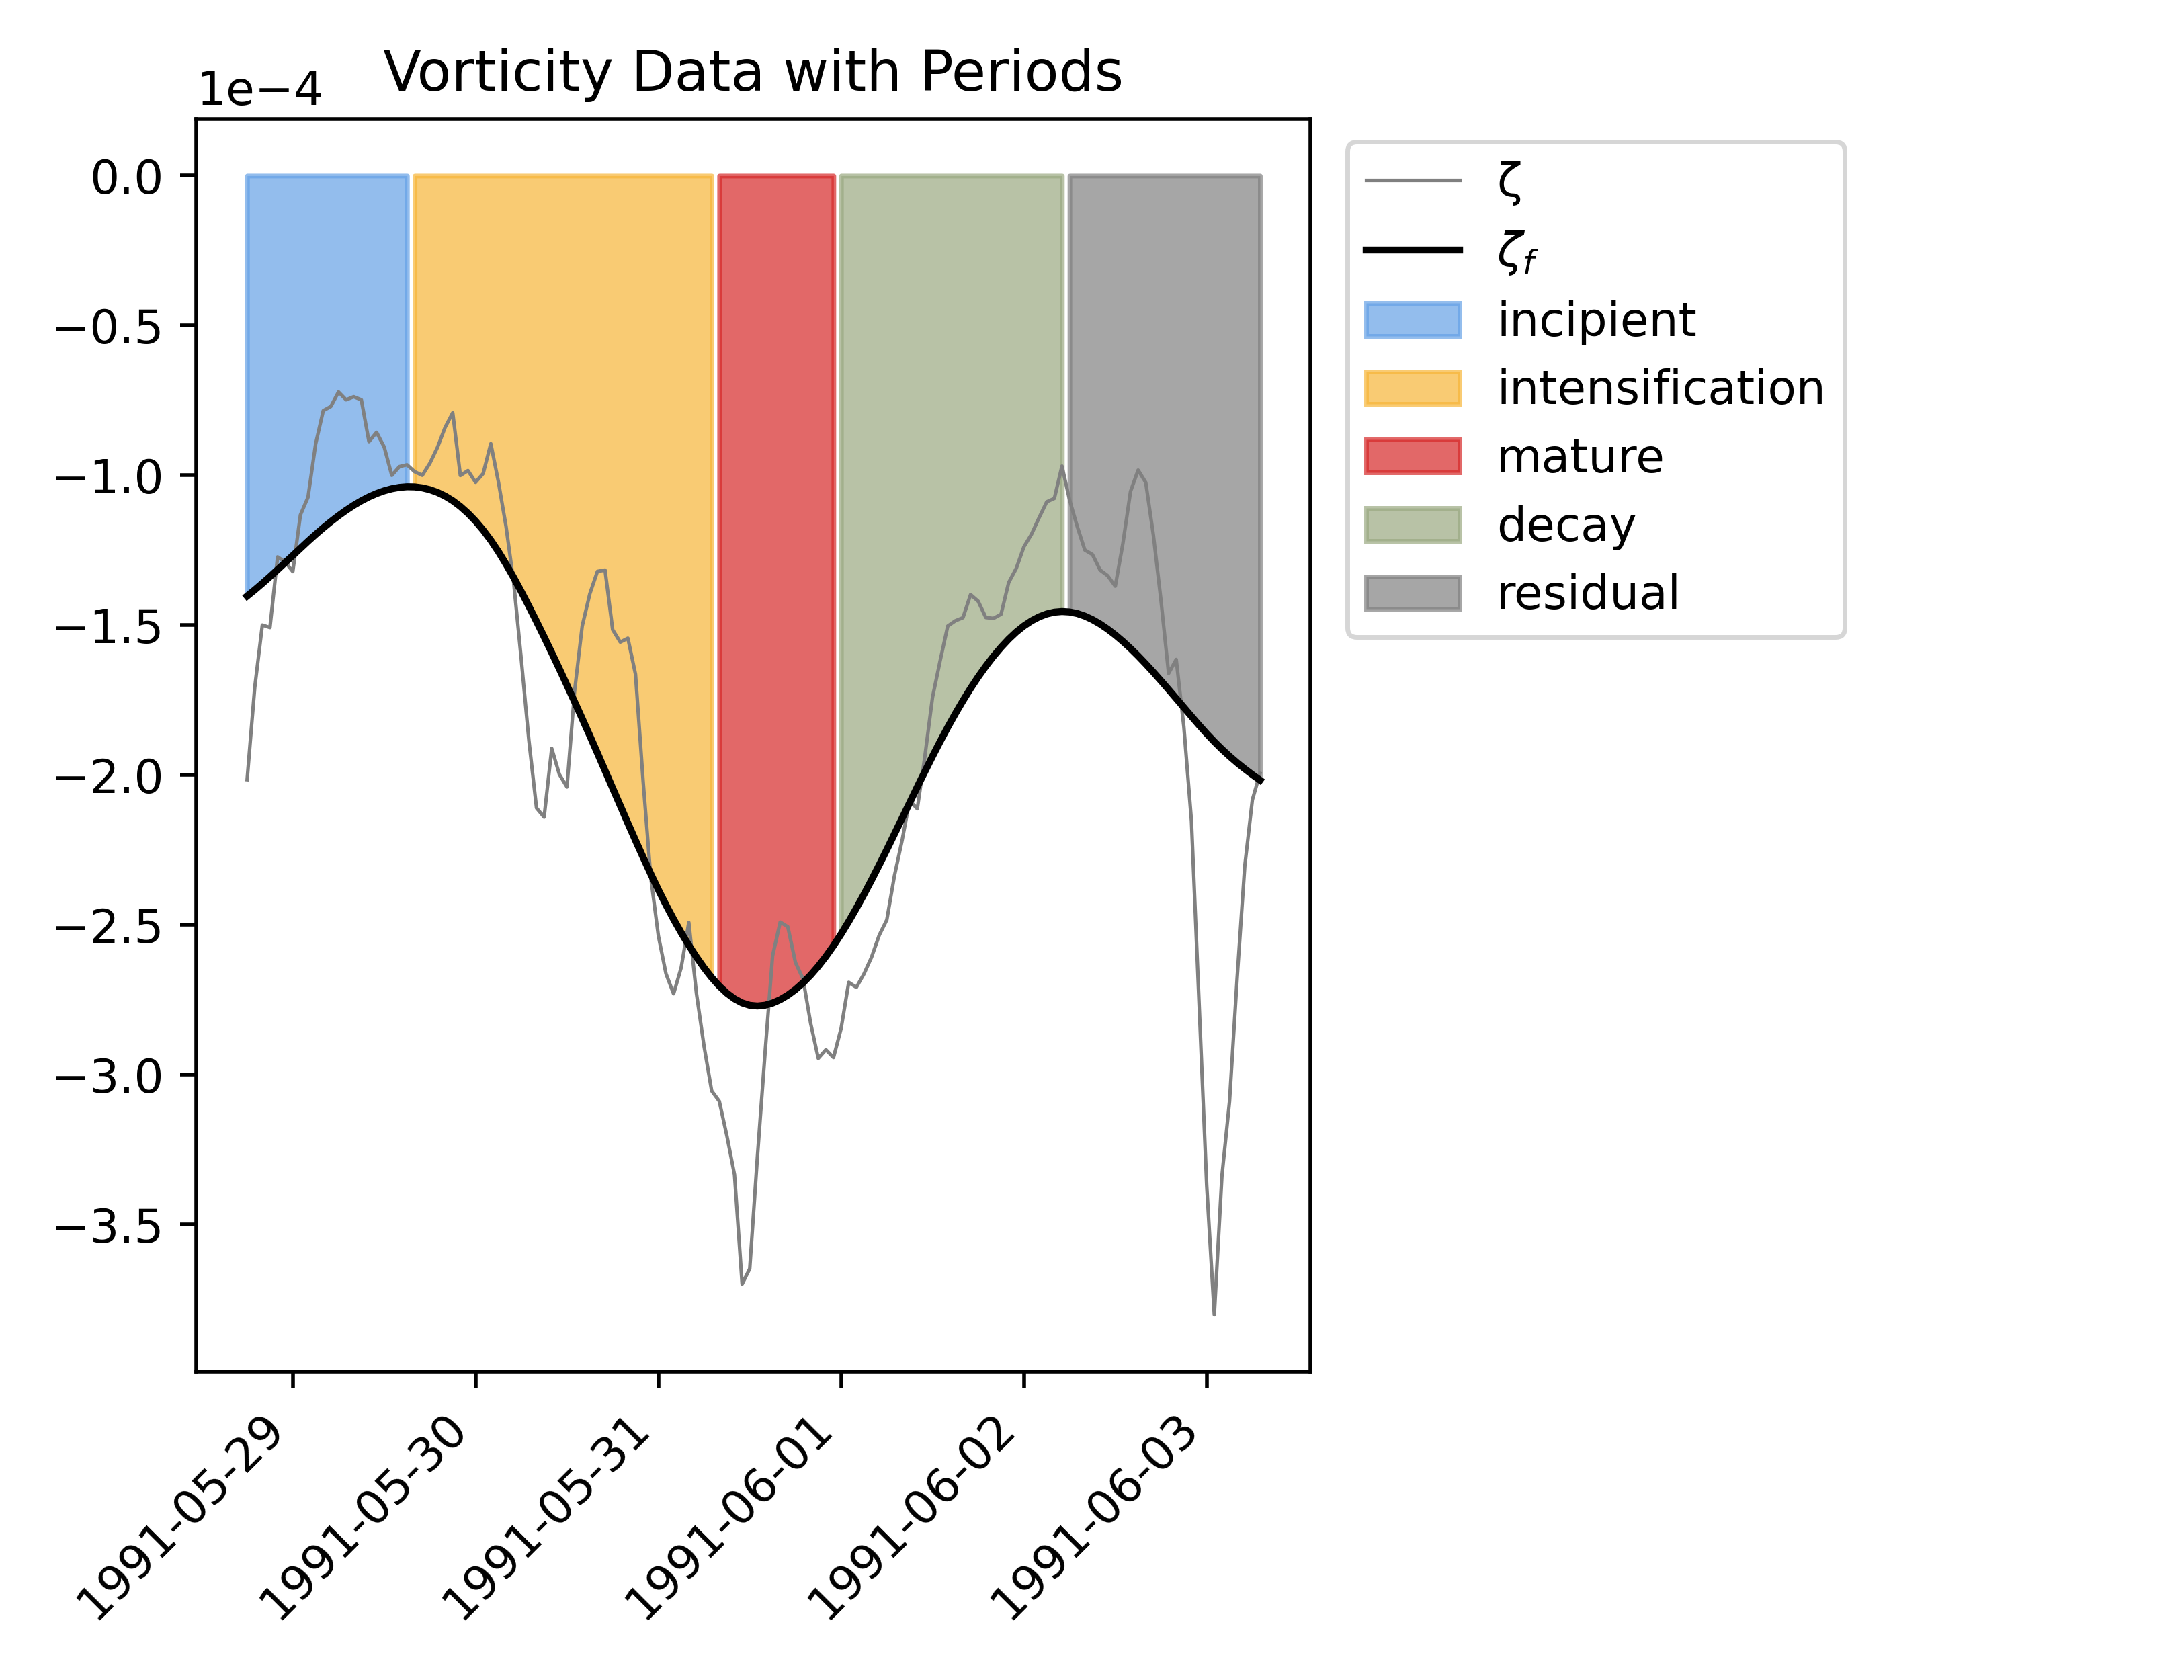 Vorticity Data with Periods
1e−4
0.0
−0.5
−1.0
−1.5
−2.0
−2.5
−3.0
−3.5
1991-05-29
1991-05-30
1991-05-31
1991-06-01
1991-06-02
1991-06-03
ζ
ζf
incipient
intensification
mature
decay
residual